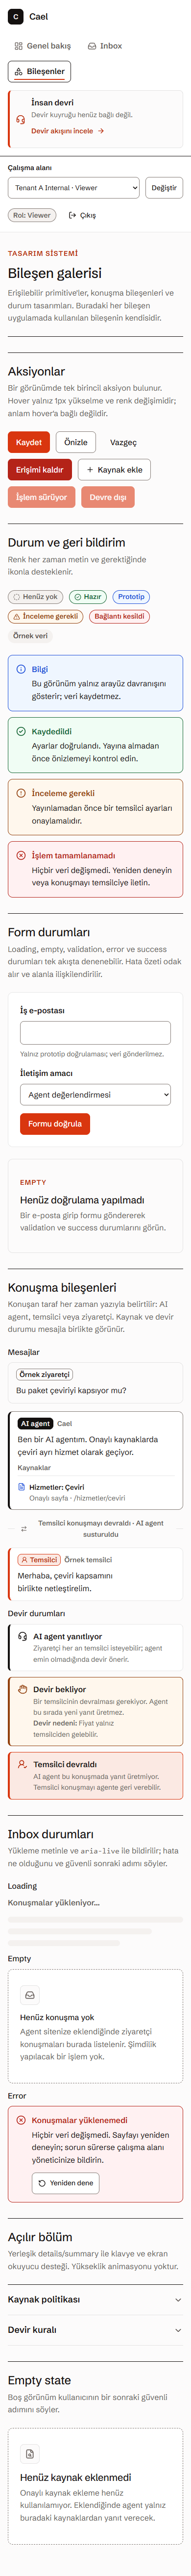 C Cael
Genel bakış Inbox
Bileşenler
İnsan devri
Devir kuyruğu henüz bağlı değil.
Devir akışını incele →
Çalışma alanı
Tenant A Internal · Viewer Değiştir
Rol: Viewer Çıkış
TASARIM SİSTEMİ
Bileşen galerisi
Erişilebilir primitive'ler, konuşma bileşenleri ve
durum tasarımları. Buradaki her bileşen
uygulamada kullanılan bileşenin kendisidir.
Aksiyonlar
Bir görünümde tek birincil aksiyon bulunur.
Hover yalnız 1px yükselme ve renk değişimidir;
anlam hover'a bağlı değildir.
Kaydet Önizle Vazgeç
Erişimi kaldır + Kaynak ekle
İşlem sürüyor Devre dışı
Durum ve geri bildirim
Renk her zaman metin ve gerektiğinde
ikonla desteklenir.
Henüz yok Hazır Prototip
İnceleme gerekli Bağlantı kesildi
Örnek veri
Bilgi
Bu görünüm yalnız arayüz davranışını
gösterir; veri kaydetmez.
Kaydedildi
Ayarlar doğrulandı. Yayına almadan
önce önizlemeyi kontrol edin.
İnceleme gerekli
Yayınlamadan önce bir temsilci ayarları
onaylamalıdır.
İşlem tamamlanamadı
Hiçbir veri değişmedi. Yeniden deneyin
veya konuşmayı temsilciye iletin.
Form durumları
Loading, empty, validation, error ve success
durumları tek akışta denenebilir. Hata özeti odak
alır ve alanla ilişkilendirilir.
İş e-postası
Yalnız prototip doğrulaması; veri gönderilmez.
İletişim amacı
Agent değerlendirmesi
Formu doğrula
EMPTY
Henüz doğrulama yapılmadı
Bir e-posta girip formu göndererek
validation ve success durumlarını görün.
Konuşma bileşenleri
Konuşan taraf her zaman yazıyla belirtilir: AI
agent, temsilci veya ziyaretçi. Kaynak ve devir
durumu mesajla birlikte görünür.
Mesajlar
Örnek ziyaretçi
Bu paket çeviriyi kapsıyor mu?
AI agent Cael
Ben bir AI agentım. Onaylı kaynaklarda
çeviri ayrı hizmet olarak geçiyor.
Kaynaklar
Hizmetler: Çeviri
Onaylı sayfa · /hizmetler/ceviri
Temsilci konuşmayı devraldı · AI agent
susturuldu
Temsilci Örnek temsilci
Merhaba, çeviri kapsamını
birlikte netleştirelim.
Devir durumları
AI agent yanıtlıyor
Ziyaretçi her an temsilci isteyebilir; agent
emin olmadığında devir önerir.
Devir bekliyor
Bir temsilcinin devralması gerekiyor. Agent
bu sırada yeni yanıt üretmez.
Devir nedeni: Fiyat yalnız
temsilciden gelebilir.
Temsilci devraldı
AI agent bu konuşmada yanıt üretmiyor.
Temsilci konuşmayı agente geri verebilir.
Inbox durumları
Yükleme metinle ve aria-live ile bildirilir; hata
ne olduğunu ve güvenli sonraki adımı söyler.
Loading
Konuşmalar yükleniyor...
Empty
Henüz konuşma yok
Agent sitenize eklendiğinde ziyaretçi
konuşmaları burada listelenir. Şimdilik
yapılacak bir işlem yok.
Error
Konuşmalar yüklenemedi
Hiçbir veri değişmedi. Sayfayı yeniden
deneyin; sorun sürerse çalışma alanı
yöneticinize bildirin.
Yeniden dene
Açılır bölüm
Yerleşik details/summary ile klavye ve ekran
okuyucu desteği. Yükseklik animasyonu yoktur.
Kaynak politikası
Devir kuralı
Empty state
Boş görünüm kullanıcının bir sonraki güvenli
adımını söyler.
Henüz kaynak eklenmedi
Onaylı kaynak ekleme henüz
kullanılamıyor. Eklendiğinde agent yalnız
buradaki kaynaklardan yanıt verecek.